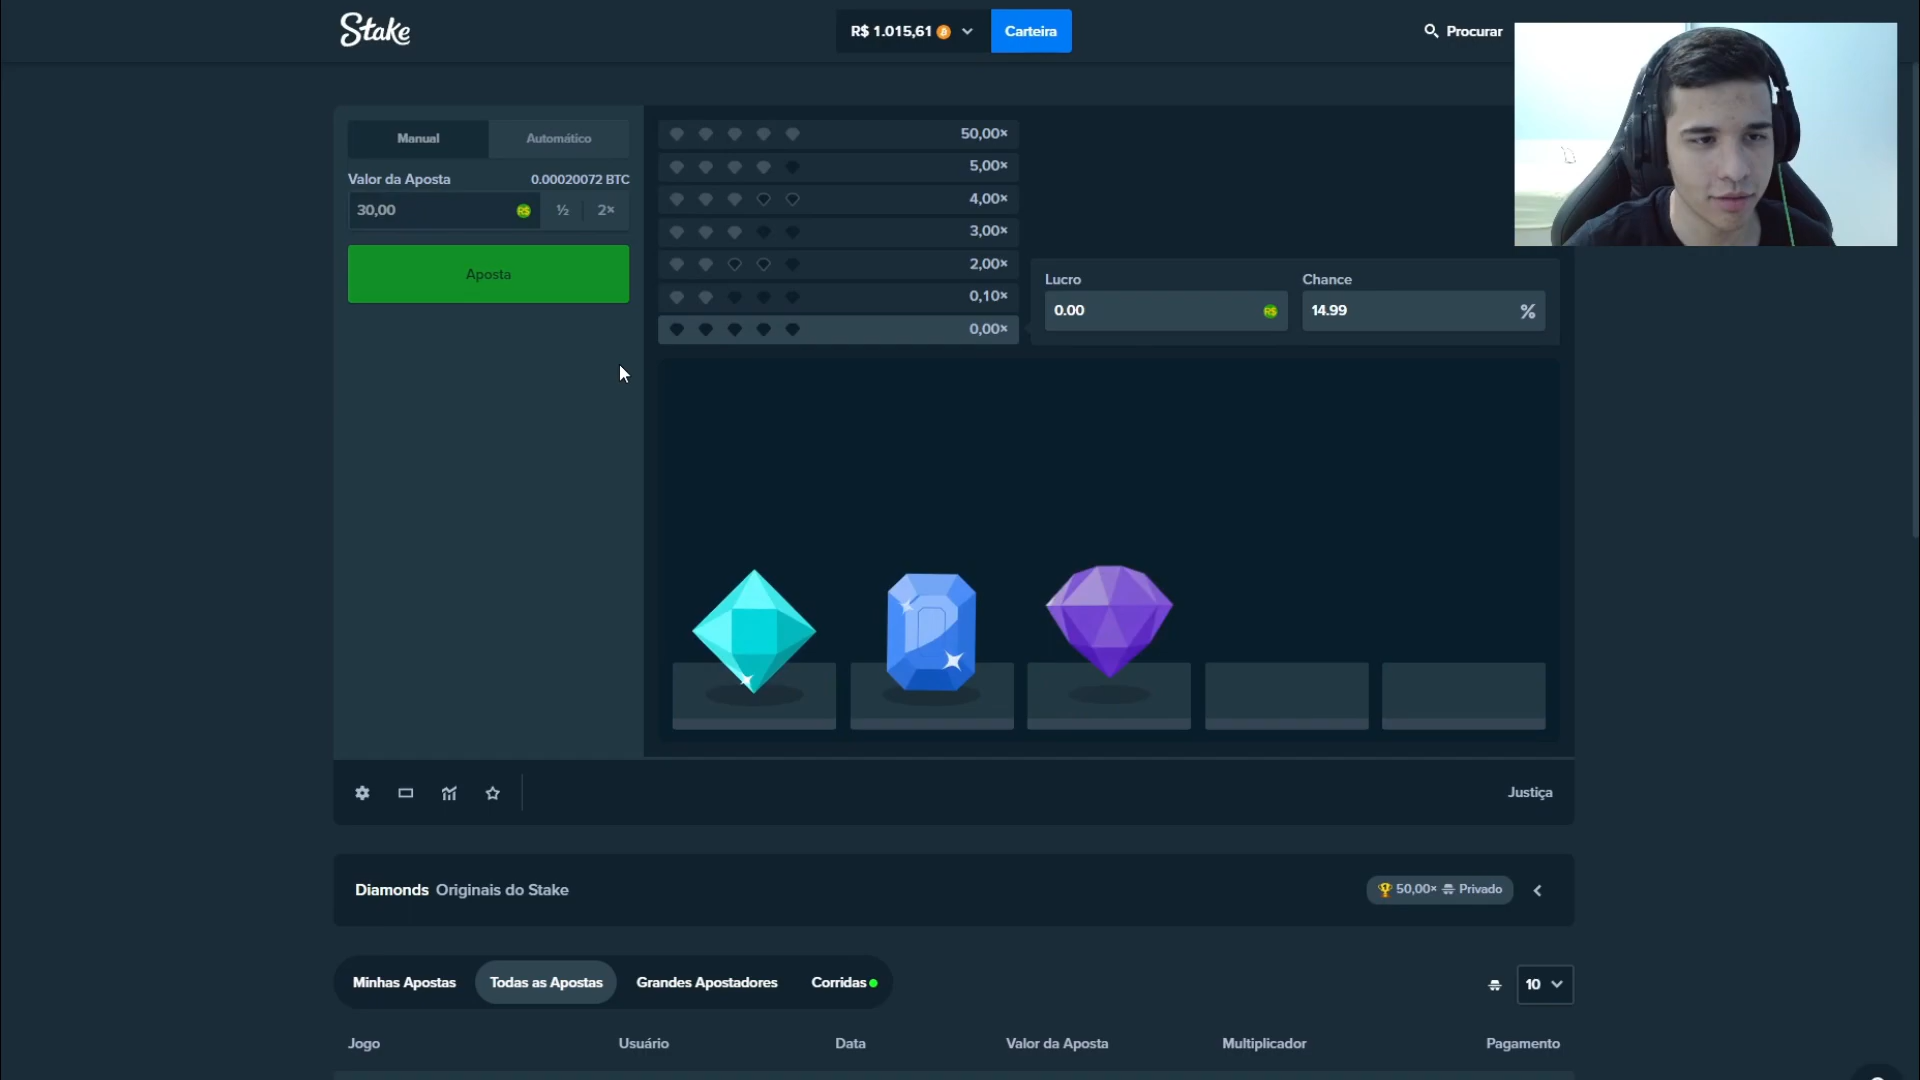 Stake
R$ 1.015,61
Carteira
Procurar
Manual
Automático
Valor da Aposta
0.00020072 BTC
30,00
R$
½
2×
Aposta
50,00×
5,00×
4,00×
3,00×
2,00×
0,10×
0,00×
Lucro
Chance
0.00
R$
14.99
%
Justiça
Diamonds Originais do Stake
50,00×
Privado
Minhas Apostas
Todas as Apostas
Grandes Apostadores
Corridas
10
Jogo
Usuário
Data
Valor da Aposta
Multiplicador
Pagamento